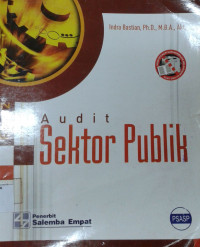 Indra Bastian, Ph.D., M.B.A., Akt
Audit
Sektor Publik
Penerbit
Salemba Empat
PSASP